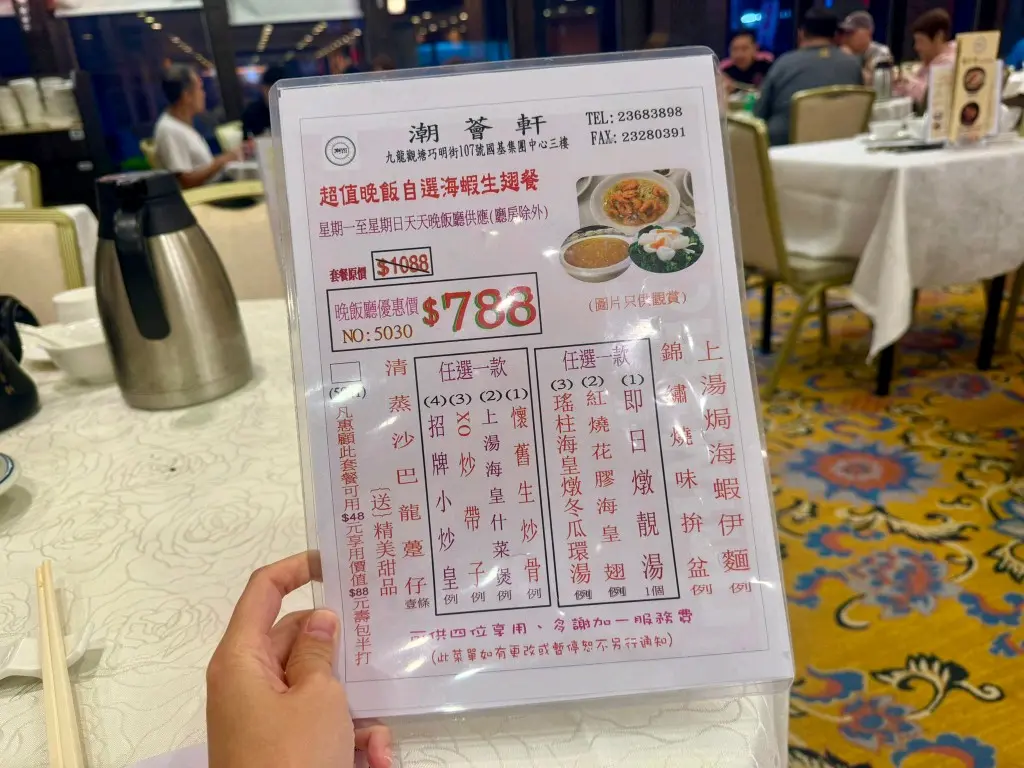 潮薈軒
TEL: 23683898
FAX: 23280391
九龍觀塘巧明街107號國基集團中心三樓
超值晚飯自選海蝦生翅餐
星期一至星期日天天晚飯廳供應(廳房除外)
套餐原價 $1088
晚飯廳優惠價 $788
NO: 5030
(圖片只供觀賞)
上湯焗海蝦伊麵 例
錦繡燒味拚盆 例
任選一款
(1) 即日燉靚湯 1個
(2) 紅燒花膠海皇翅 例
(3) 瑤柱海皇燉冬瓜環湯 例
任選一款
(1) 懷舊生炒骨 例
(2) 上湯海皇什菜煲 例
(3) XO炒帶子 例
(4) 招牌小炒皇 例
清蒸沙巴龍躉仔 壹條
(送)精美甜品
凡惠顧此套餐可用$48元享用價值$88元壽包半打
可供四位享用、多謝加一服務費
(此菜單如有更改或暫停恕不另行通知)